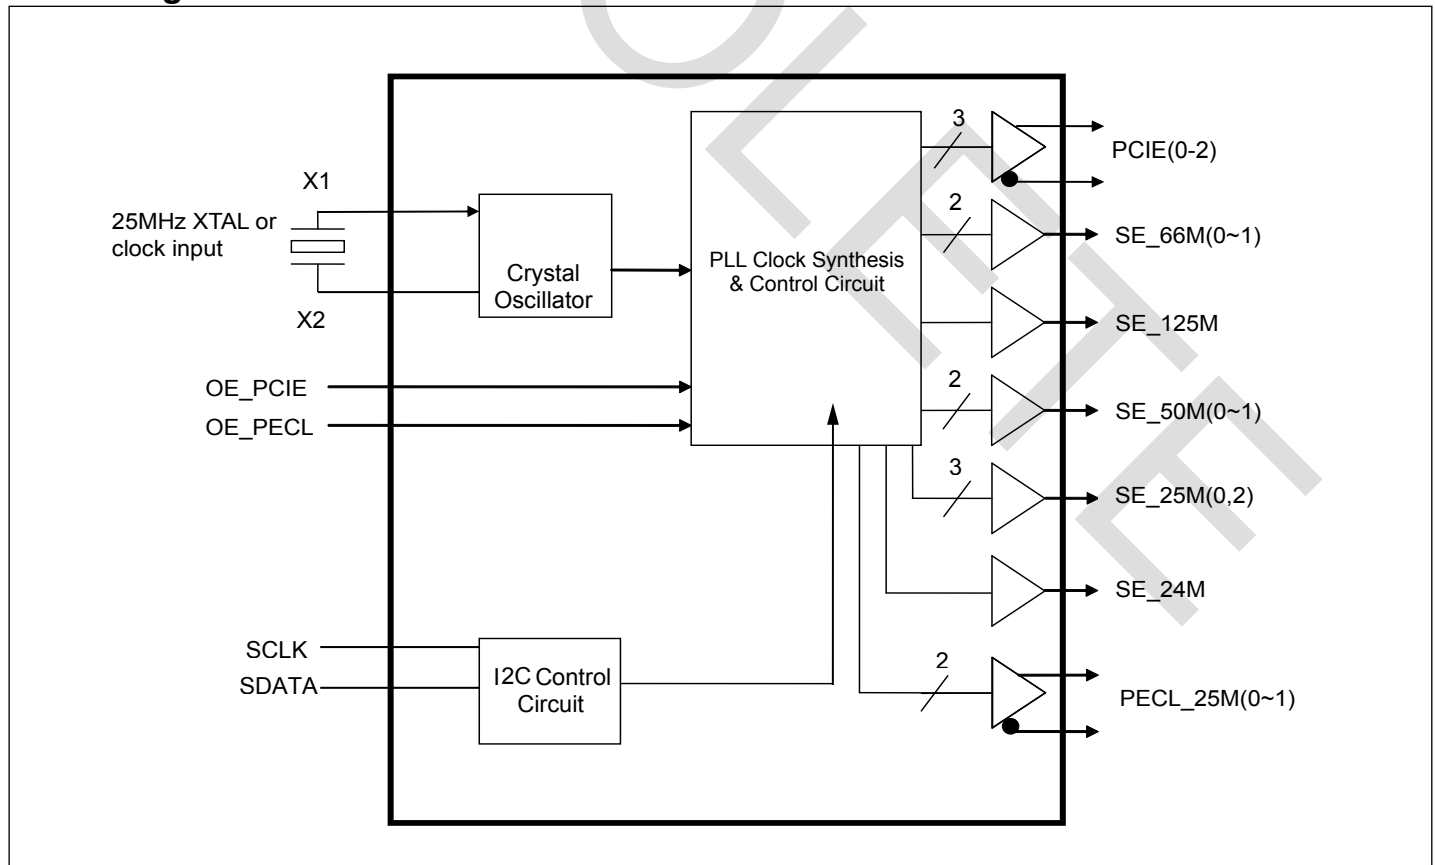 X1
25MHz XTAL or
clock input
X2
Crystal
Oscillator
OE_PCIE
OE_PECL
SCLK
SDATA
I2C Control
Circuit
PLL Clock Synthesis
& Control Circuit
3
PCIE(0-2)
2
SE_66M(0~1)
SE_125M
2
SE_50M(0~1)
3
SE_25M(0,2)
SE_24M
2
PECL_25M(0~1)
OLETE